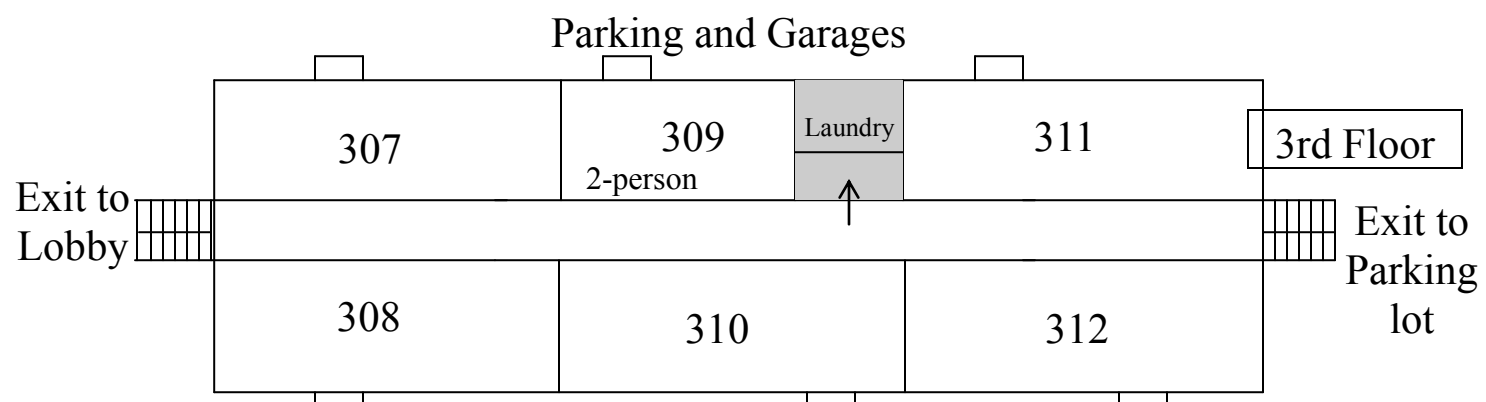 Parking and Garages
307
309
2-person
Laundry
311
3rd Floor
Exit to
Lobby
Exit to
Parking
lot
308
310
312